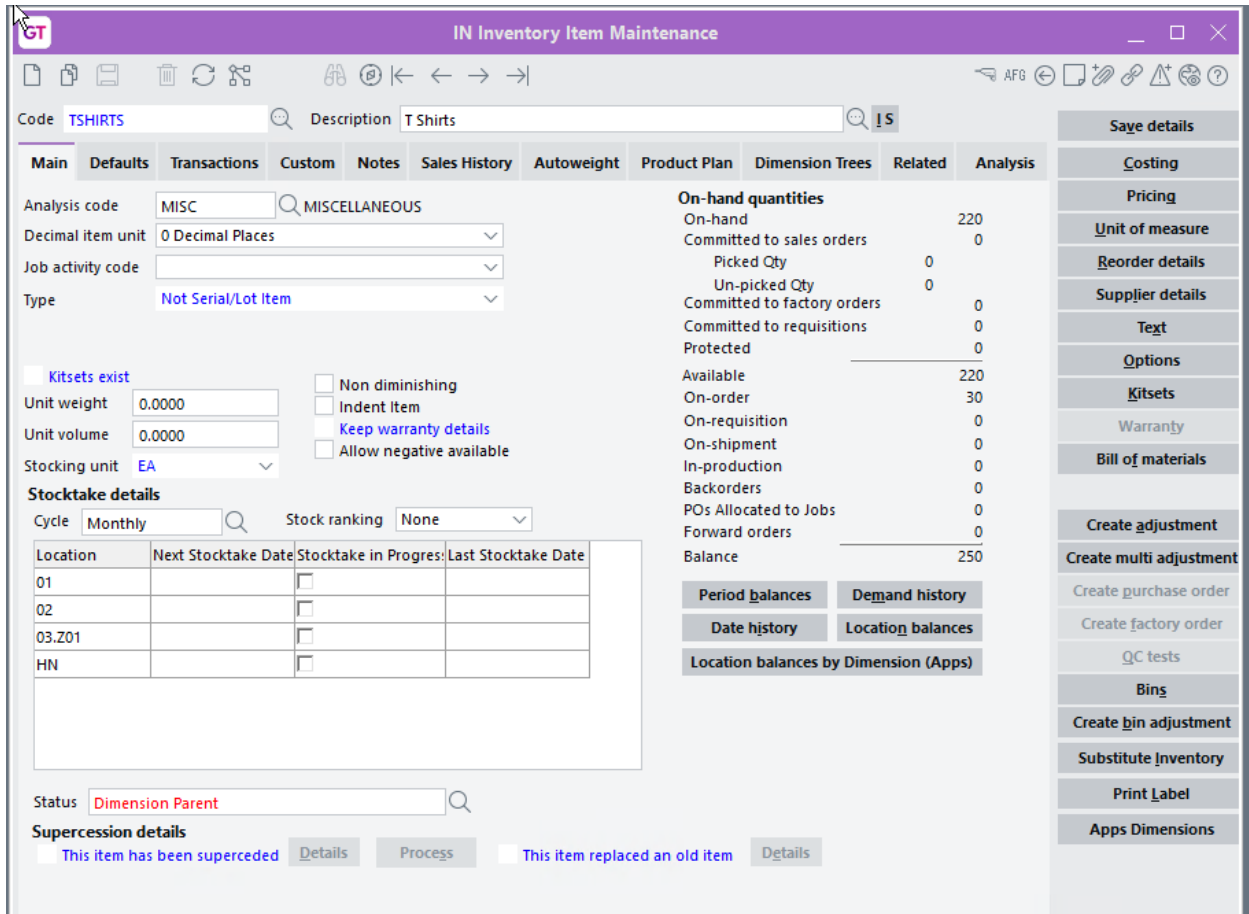 GT IN Inventory Item Maintenance
AFG
Code TSHIRTS Description T Shirts I S
Main Defaults Transactions Custom Notes Sales History Autoweight Product Plan Dimension Trees Related Analysis
Analysis code MISC MISCELLANEOUS
Decimal item unit 0 Decimal Places
Job activity code
Type Not Serial/Lot Item
Kitsets exist
Unit weight 0.0000
Unit volume 0.0000
Stocking unit EA
Non diminishing
Indent Item
Keep warranty details
Allow negative available
Stocktake details
Cycle Monthly Stock ranking None
Location Next Stocktake Date Stocktake in Progres: Last Stocktake Date
01
02
03.Z01
HN
Status Dimension Parent
Supercession details
This item has been superceded Details Process This item replaced an old item Details
On-hand quantities
On-hand 220
Committed to sales orders 0
Picked Qty 0
Un-picked Qty 0
Committed to factory orders 0
Committed to requisitions 0
Protected 0
Available 220
On-order 30
On-requisition 0
On-shipment 0
In-production 0
Backorders 0
POs Allocated to Jobs 0
Forward orders 0
Balance 250
Period balances Demand history
Date history Location balances
Location balances by Dimension (Apps)
Save details
Costing
Pricing
Unit of measure
Reorder details
Supplier details
Text
Options
Kitsets
Warranty
Bill of materials
Create adjustment
Create multi adjustment
Create purchase order
Create factory order
QC tests
Bins
Create bin adjustment
Substitute Inventory
Print Label
Apps Dimensions